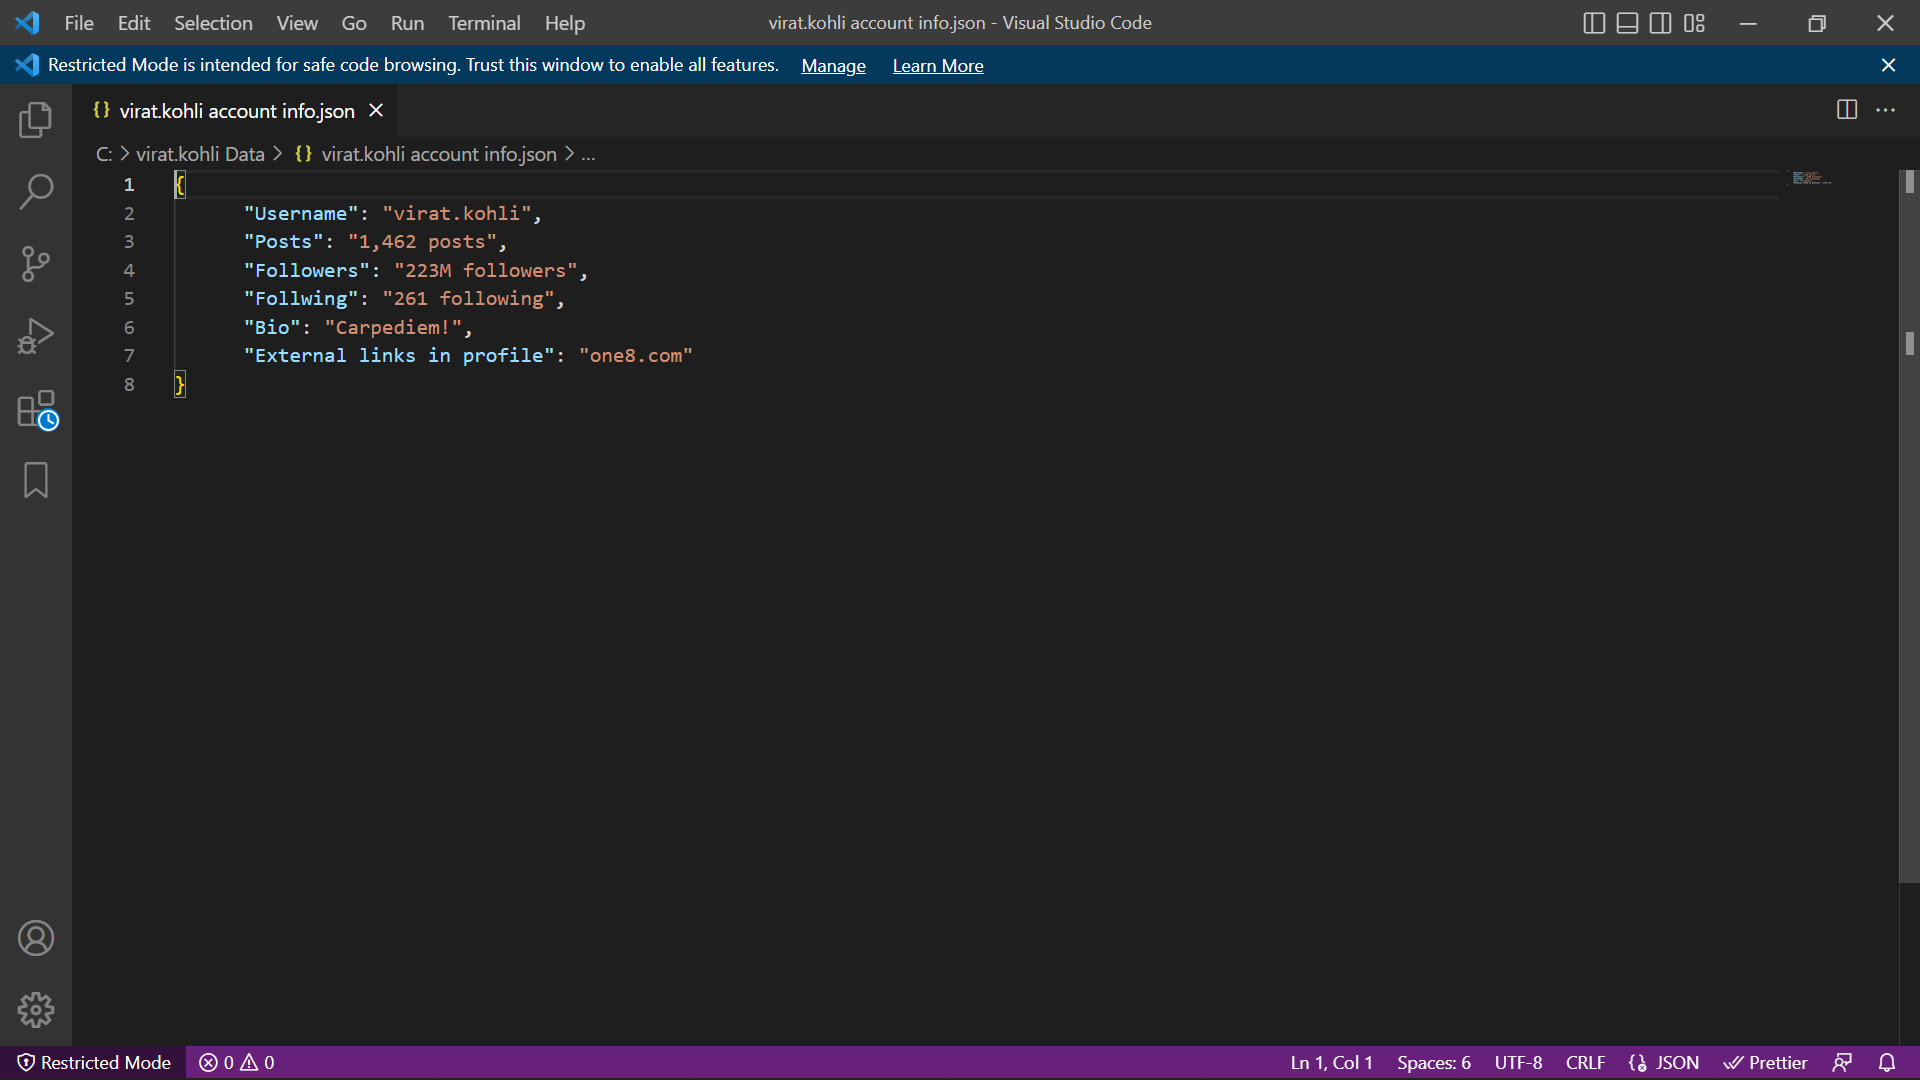 File Edit Selection View Go Run Terminal Help virat.kohli account info.json - Visual Studio Code
Restricted Mode is intended for safe code browsing. Trust this window to enable all features. Manage Learn More
{} virat.kohli account info.json
C: > virat.kohli Data > {} virat.kohli account info.json > ...
1 {
2 "Username": "virat.kohli",
3 "Posts": "1,462 posts",
4 "Followers": "223M followers",
5 "Follwing": "261 following",
6 "Bio": "Carpediem!",
7 "External links in profile": "one8.com"
8 }
Restricted Mode 0 0 Ln 1, Col 1 Spaces: 6 UTF-8 CRLF {} JSON Prettier